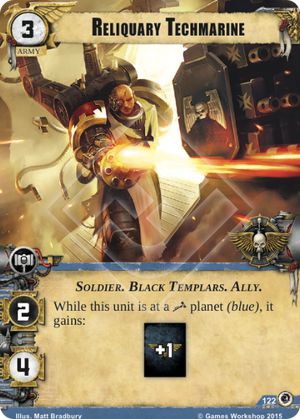 3
RELIQUARY TECHMARINE
ARMY
SOLDIER. BLACK TEMPLARS. ALLY.
2
While this unit is at a planet (blue), it
gains:
+1
4
122
Illus. Matt Bradbury
© Games Workshop 2015